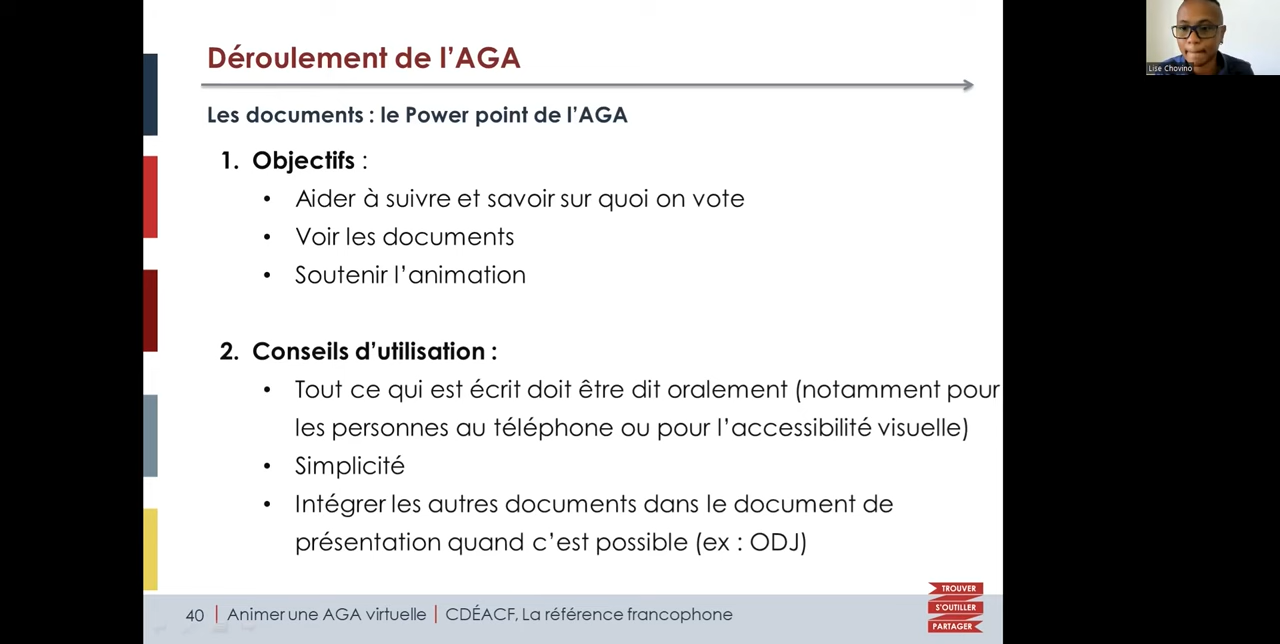 Déroulement de l'AGA
Lise Chovino
Les documents : le Power point de l'AGA
1. Objectifs :
• Aider à suivre et savoir sur quoi on vote
• Voir les documents
• Soutenir l'animation
2. Conseils d'utilisation :
• Tout ce qui est écrit doit être dit oralement (notamment pour
les personnes au téléphone ou pour l'accessibilité visuelle)
• Simplicité
• Intégrer les autres documents dans le document de
présentation quand c'est possible (ex : ODJ)
40 | Animer une AGA virtuelle | CDÉACF, La référence francophone
TROUVER
S'OUTILLER
PARTAGER